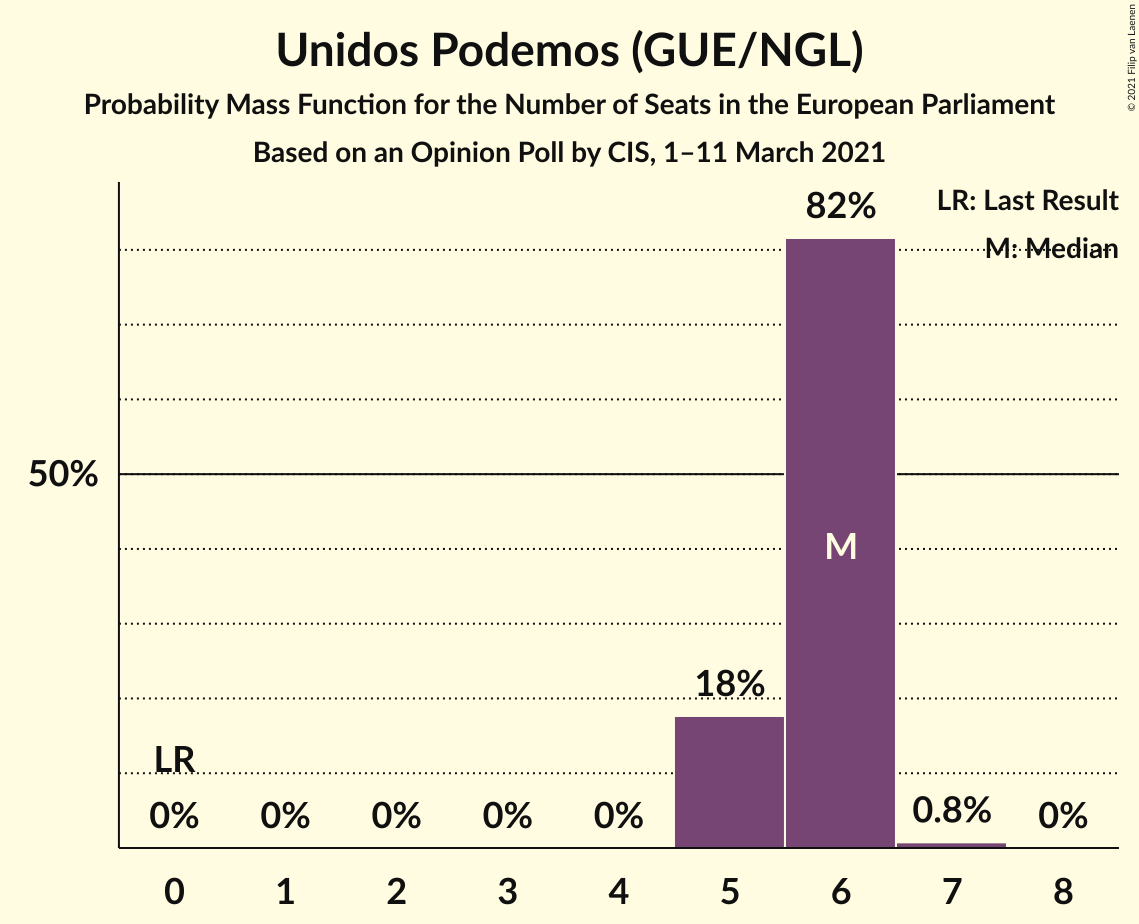 Unidos Podemos (GUE/NGL)
Probability Mass Function for the Number of Seats in the European Parliament
Based on an Opinion Poll by CIS, 1–11 March 2021
© 2021 Filip van Laenen
LR: Last Result
M: Median
82%
50%
M
18%
LR
0% 0% 0% 0% 0% 0.8% 0%
0 1 2 3 4 5 6 7 8